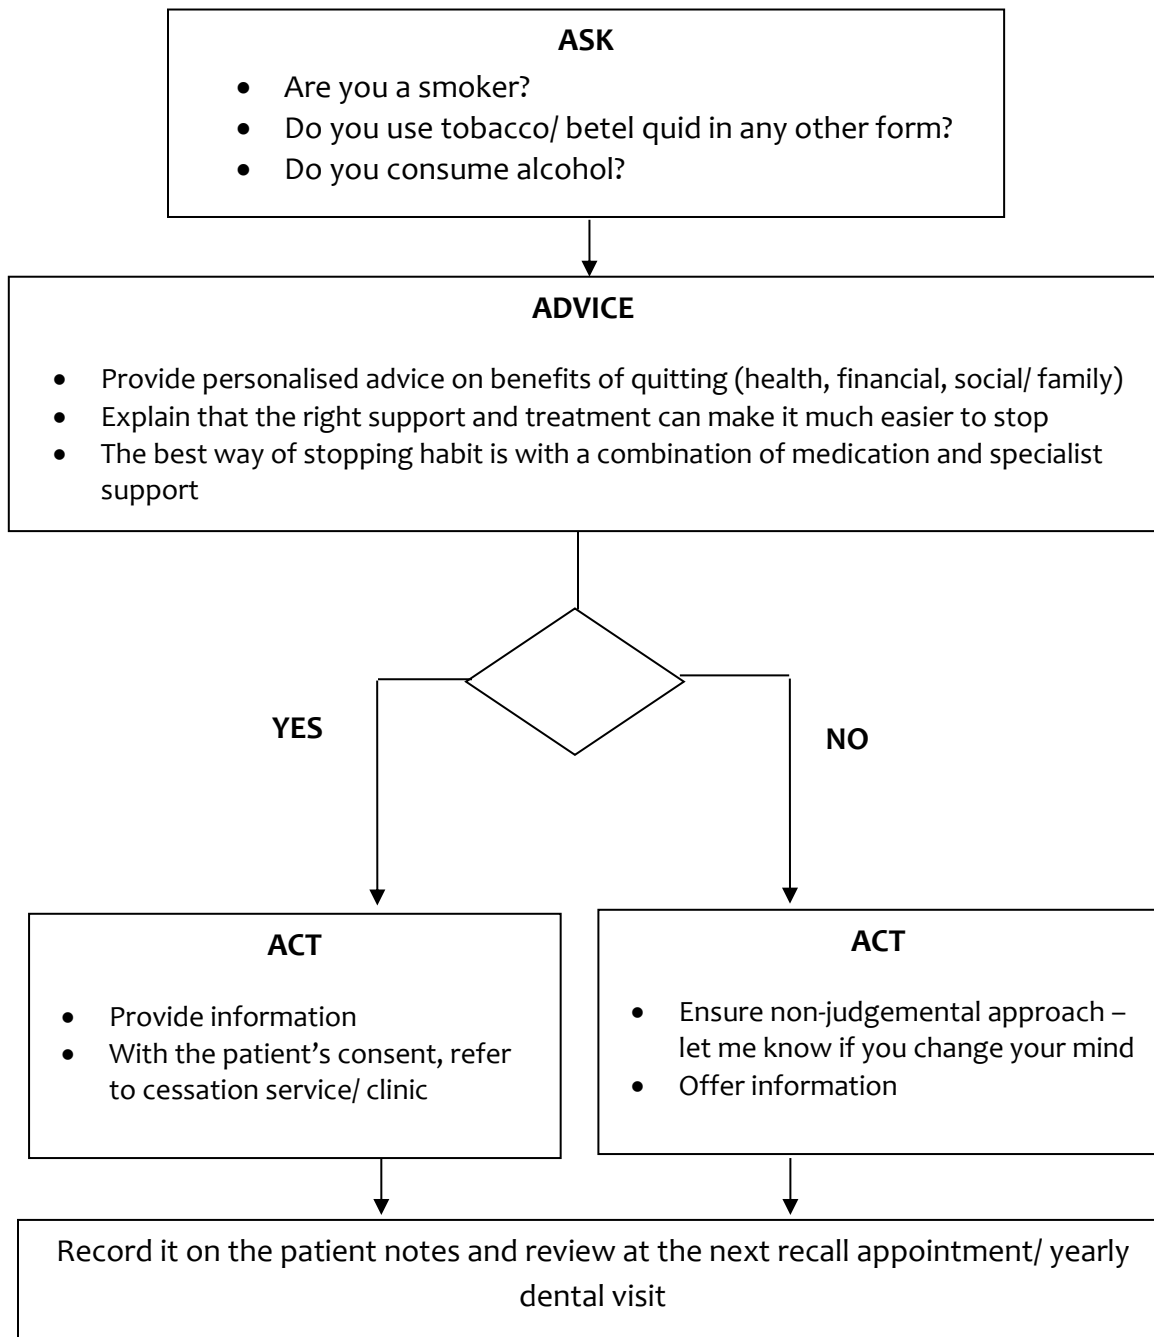 ASK
• Are you a smoker?
• Do you use tobacco/ betel quid in any other form?
• Do you consume alcohol?
ADVICE
• Provide personalised advice on benefits of quitting (health, financial, social/ family)
• Explain that the right support and treatment can make it much easier to stop
• The best way of stopping habit is with a combination of medication and specialist
support
YES
NO
ACT
• Provide information
• With the patient's consent, refer
to cessation service/ clinic
ACT
• Ensure non-judgemental approach –
let me know if you change your mind
• Offer information
Record it on the patient notes and review at the next recall appointment/ yearly
dental visit